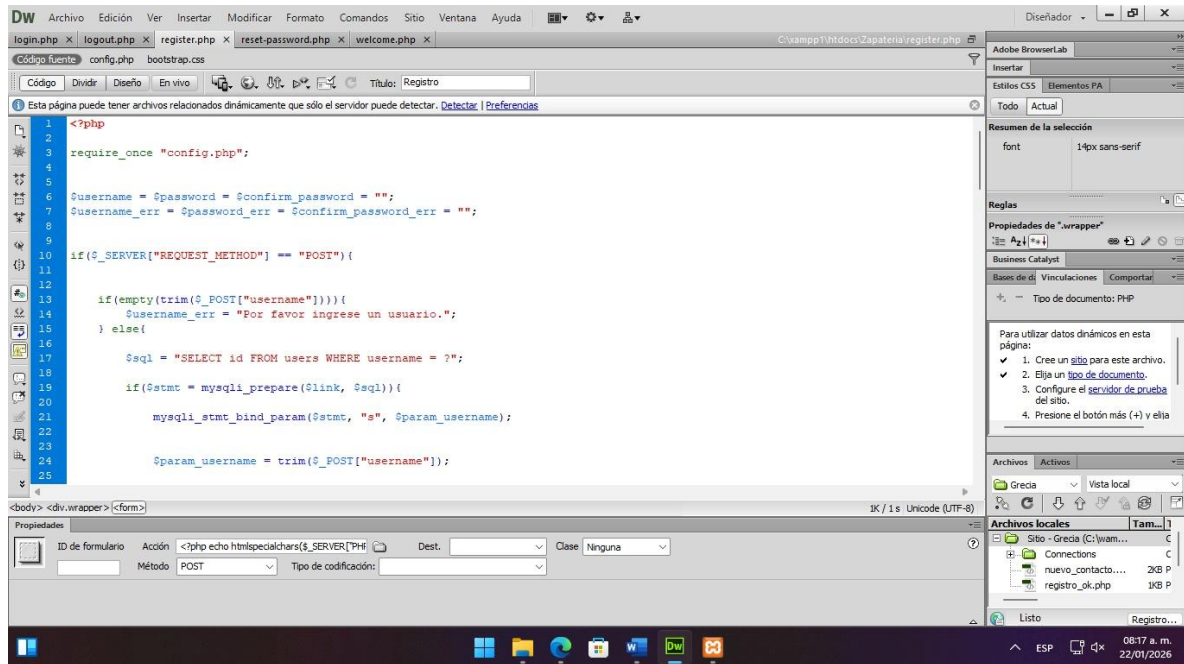 DW Archivo Edición Ver Insertar Modificar Formato Comandos Sitio Ventana Ayuda Diseñador
login.php × logout.php × register.php × reset-password.php × welcome.php × C:\xampp1\htdocs\Zapateria\register.php
Código fuente config.php bootstrap.css
Código Dividir Diseño En vivo Título: Registro
Esta página puede tener archivos relacionados dinámicamente que sólo el servidor puede detectar. Detectar | Preferencias
1 <?php
2
3 require_once "config.php";
4
5
6 $username = $password = $confirm_password = "";
7 $username_err = $password_err = $confirm_password_err = "";
8
9
10 if($_SERVER["REQUEST_METHOD"] == "POST"){
11
12
13 if(empty(trim($_POST["username"]))){
14 $username_err = "Por favor ingrese un usuario.";
15 } else{
16
17 $sql = "SELECT id FROM users WHERE username = ?";
18
19 if($stmt = mysqli_prepare($link, $sql)){
20
21 mysqli_stmt_bind_param($stmt, "s", $param_username);
22
23
24 $param_username = trim($_POST["username"]);
25
<body> <div.wrapper> <form> 1K / 1 s Unicode (UTF-8)
Propiedades
ID de formulario Acción <?php echo htmlspecialchars($_SERVER["PHF Dest. Clase Ninguna
Método POST Tipo de codificación:
Adobe BrowserLab
Insertar
Estilos CSS Elementos PA
Todo Actual
Resumen de la selección
font 14px sans-serif
Reglas
Propiedades de ".wrapper"
Business Catalyst
Bases de da Vinculaciones Comportar
Tipo de documento: PHP
Para utilizar datos dinámicos en esta
página:
1. Cree un sitio para este archivo.
2. Elija un tipo de documento.
3. Configure el servidor de prueba
del sitio.
4. Presione el botón más (+) y elija
Archivos Activos
Grecia Vista local
Archivos locales Tam...
Sitio - Grecia (C:\wam...
Connections
nuevo_contacto.... 2KB P
registro_ok.php 1KB P
Listo Registro...
ESP 08:17 a. m.
22/01/2026